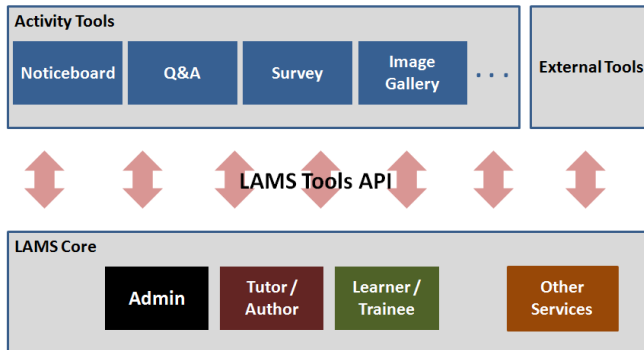 Activity Tools
Noticeboard
Q&A
Survey
Image
Gallery
...
External Tools
LAMS Tools API
LAMS Core
Admin
Tutor /
Author
Learner /
Trainee
Other
Services